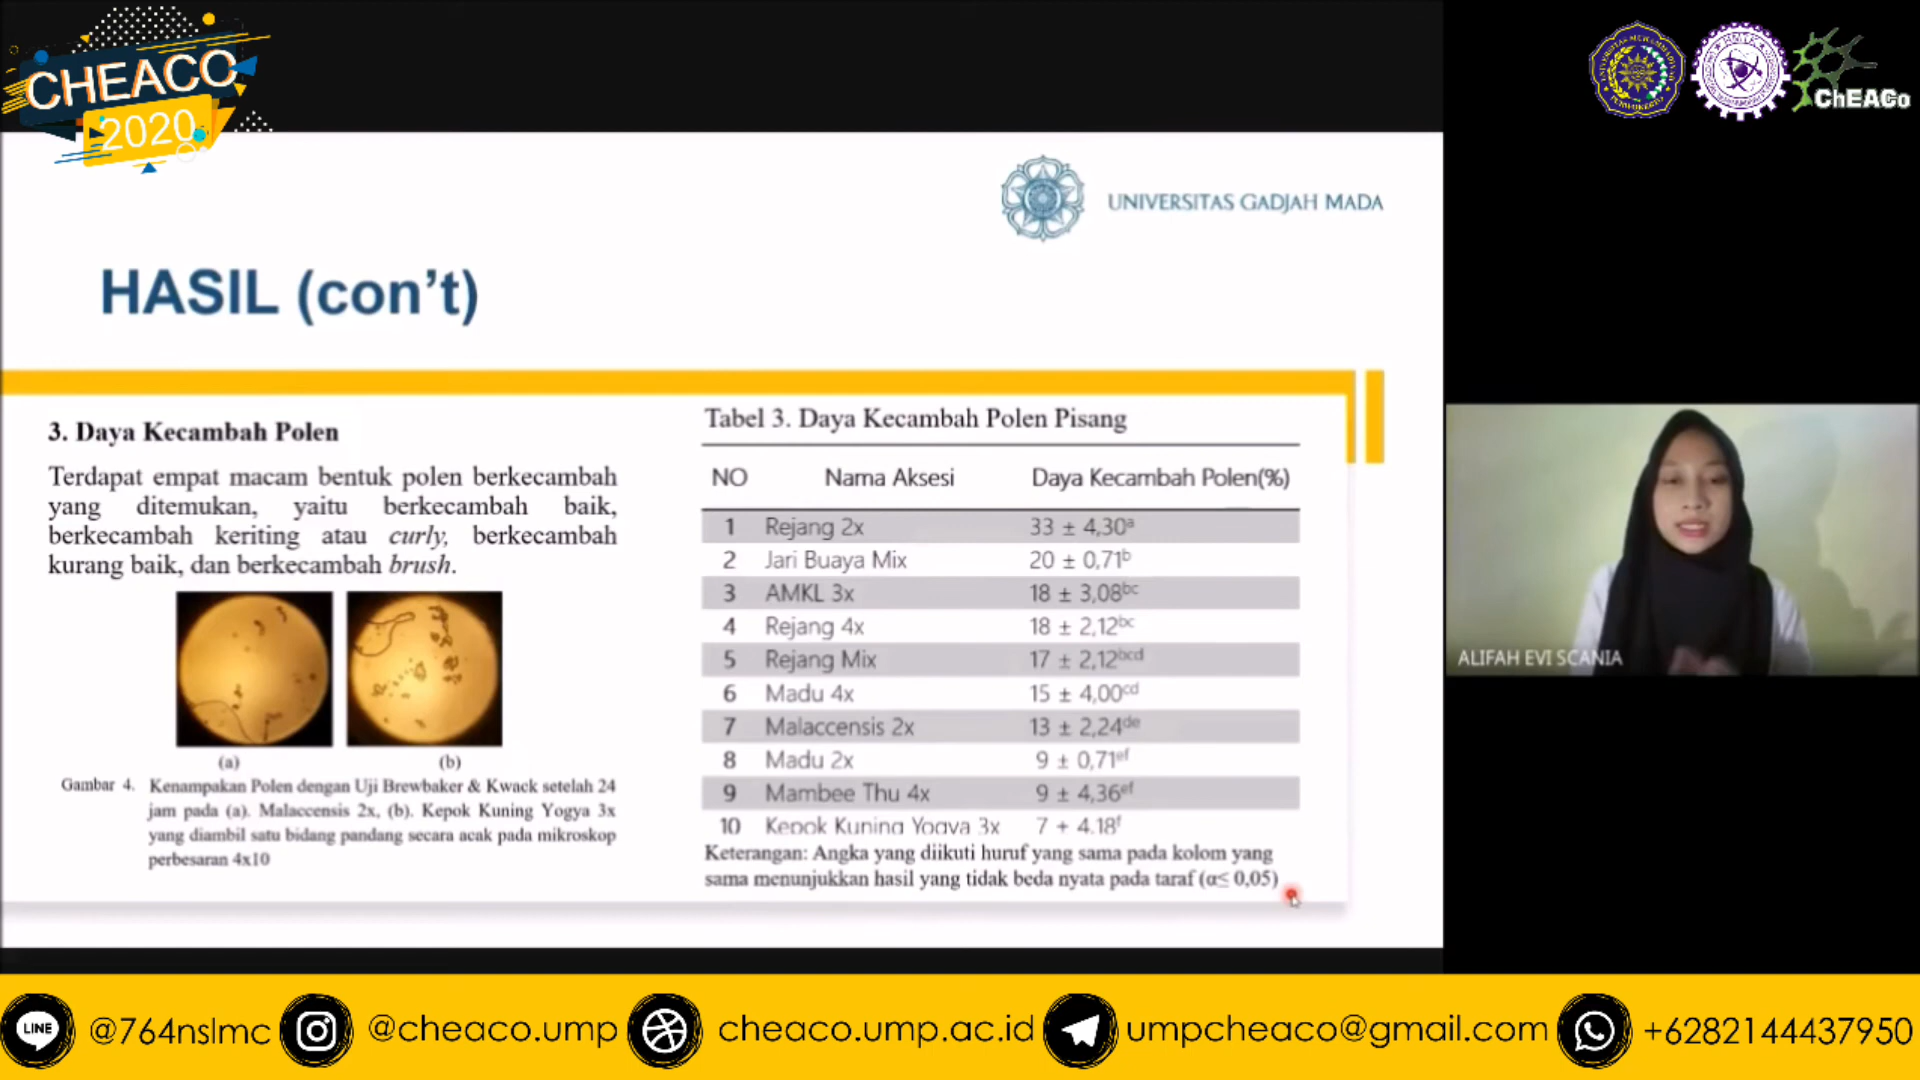 CHEACO
2020
ChEACo
UNIVERSITAS GADJAH MADA
HASIL (con't)
3. Daya Kecambah Polen
Terdapat empat macam bentuk polen berkecambah
yang ditemukan, yaitu berkecambah baik,
berkecambah keriting atau curly, berkecambah
kurang baik, dan berkecambah brush.
(a) (b)
Gambar 4. Kenampakan Polen dengan Uji Brewbaker & Kwack setelah 24
jam pada (a). Malaccensis 2x, (b). Kepok Kuning Yogya 3x
yang diambil satu bidang pandang secara acak pada mikroskop
perbesaran 4x10
Tabel 3. Daya Kecambah Polen Pisang
NO Nama Aksesi Daya Kecambah Polen(%)
1 Rejang 2x 33 ± 4,30ᵃ
2 Jari Buaya Mix 20 ± 0,71ᵇ
3 AMKL 3x 18 ± 3,08ᵇᶜ
4 Rejang 4x 18 ± 2,12ᵇᶜ
5 Rejang Mix 17 ± 2,12ᵇᶜᵈ
6 Madu 4x 15 ± 4,00ᶜᵈ
7 Malaccensis 2x 13 ± 2,24ᵈᵉ
8 Madu 2x 9 ± 0,71ᵉᶠ
9 Mambee Thu 4x 9 ± 4,36ᵉᶠ
10 Kepok Kuning Yogya 3x 7 ± 4,18ᶠ
Keterangan: Angka yang diikuti huruf yang sama pada kolom yang
sama menunjukkan hasil yang tidak beda nyata pada taraf (α≤ 0,05)
ALIFAH EVI SCANIA
LINE @764nslmc @cheaco.ump cheaco.ump.ac.id umpcheaco@gmail.com +6282144437950